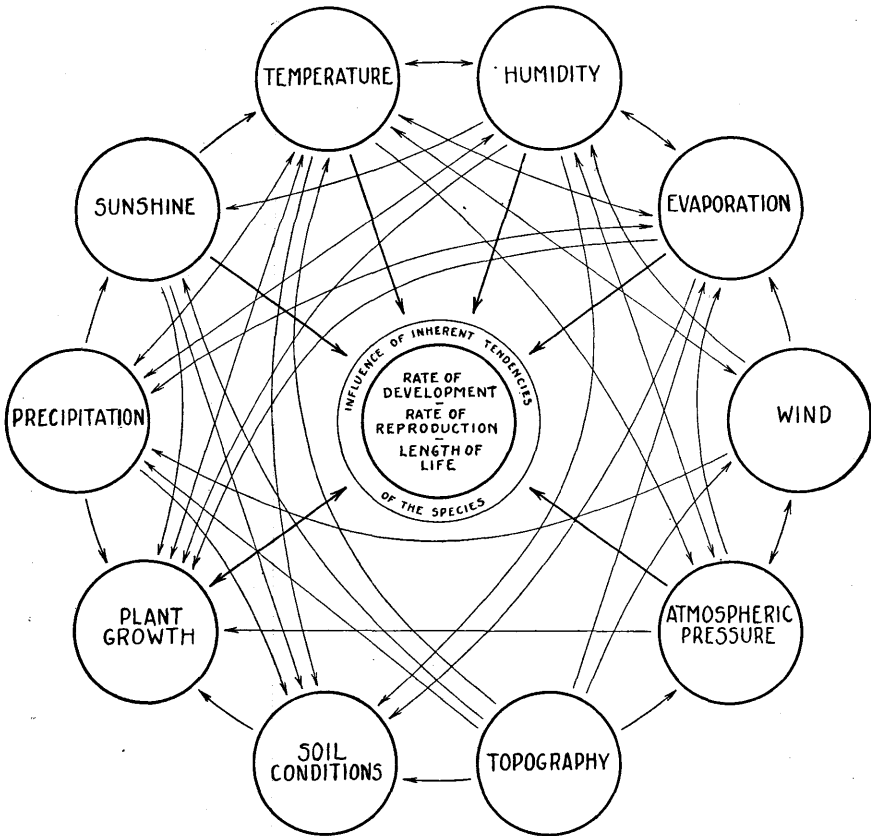 TEMPERATURE
HUMIDITY
SUNSHINE
EVAPORATION
INFLUENCE OF INHERENT TENDENCIES
OF THE SPECIES
RATE OF
DEVELOPMENT
-
RATE OF
REPRODUCTION
-
LENGTH OF
LIFE
PRECIPITATION
WIND
PLANT
GROWTH
ATMOSPHERIC
PRESSURE
SOIL
CONDITIONS
TOPOGRAPHY